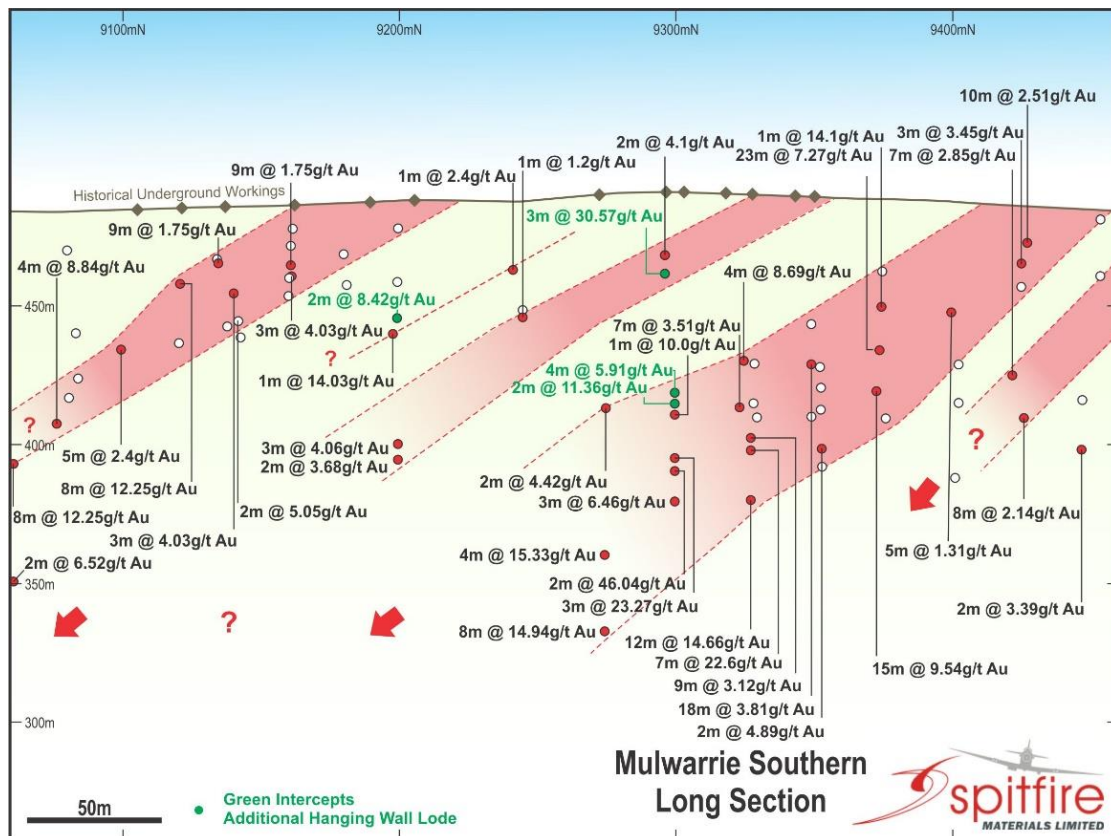 9100mN
9200mN
9300mN
9400mN
10m @ 2.51g/t Au
1m @ 14.1g/t Au
3m @ 3.45g/t Au
2m @ 4.1g/t Au
23m @ 7.27g/t Au
7m @ 2.85g/t Au
9m @ 1.75g/t Au
1m @ 1.2g/t Au
1m @ 2.4g/t Au
Historical Underground Workings
3m @ 30.57g/t Au
9m @ 1.75g/t Au
4m @ 8.84g/t Au
4m @ 8.69g/t Au
2m @ 8.42g/t Au
450m
7m @ 3.51g/t Au
3m @ 4.03g/t Au
1m @ 10.0g/t Au
?
4m @ 5.91g/t Au
1m @ 14.03g/t Au
2m @ 11.36g/t Au
?
?
400m
3m @ 4.06g/t Au
5m @ 2.4g/t Au
2m @ 3.68g/t Au
2m @ 4.42g/t Au
8m @ 12.25g/t Au
3m @ 6.46g/t Au
2m @ 5.05g/t Au
8m @ 2.14g/t Au
8m @ 12.25g/t Au
3m @ 4.03g/t Au
5m @ 1.31g/t Au
4m @ 15.33g/t Au
2m @ 6.52g/t Au
350m
2m @ 46.04g/t Au
3m @ 23.27g/t Au
2m @ 3.39g/t Au
?
8m @ 14.94g/t Au
12m @ 14.66g/t Au
7m @ 22.6g/t Au
15m @ 9.54g/t Au
9m @ 3.12g/t Au
18m @ 3.81g/t Au
300m
2m @ 4.89g/t Au
Mulwarrie Southern
Long Section
50m
Green Intercepts
Additional Hanging Wall Lode
spitfire
MATERIALS LIMITED